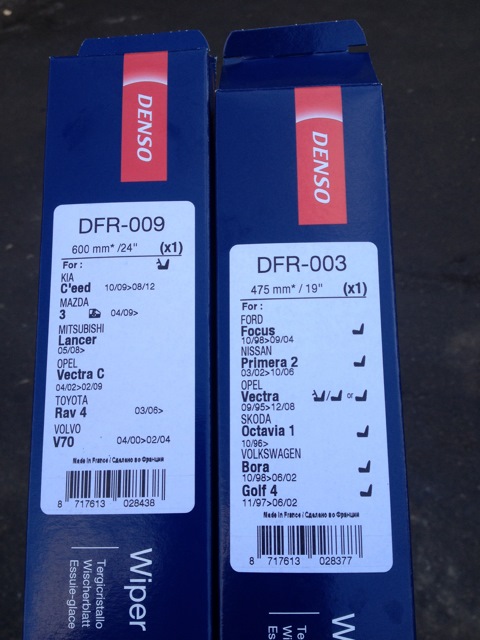 DENSO
DFR-009
600 mm* /24" (x1)
For :
KIA
C'eed 10/09>08/12
MAZDA
3 04/09>
MITSUBISHI
Lancer
05/08>
OPEL
Vectra C
04/02>02/09
TOYOTA
Rav 4 03/06>
VOLVO
V70 04/00>02/04
Made in France / Сделано во Франции
8 717613 028438
Wiper
Tergicristallo
Wischerblatt
Essuie-glace
DENSO
DFR-003
475 mm* / 19" (x1)
For :
FORD
Focus
10/98>09/04
NISSAN
Primera 2
03/02>10/06
OPEL
Vectra
09/95>12/08
SKODA
Octavia 1
10/96>
VOLKSWAGEN
Bora
10/98>06/02
Golf 4
11/97>06/02
Made in France / Сделано во Франции
8 717613 028377
W
Te
Wis
Ess